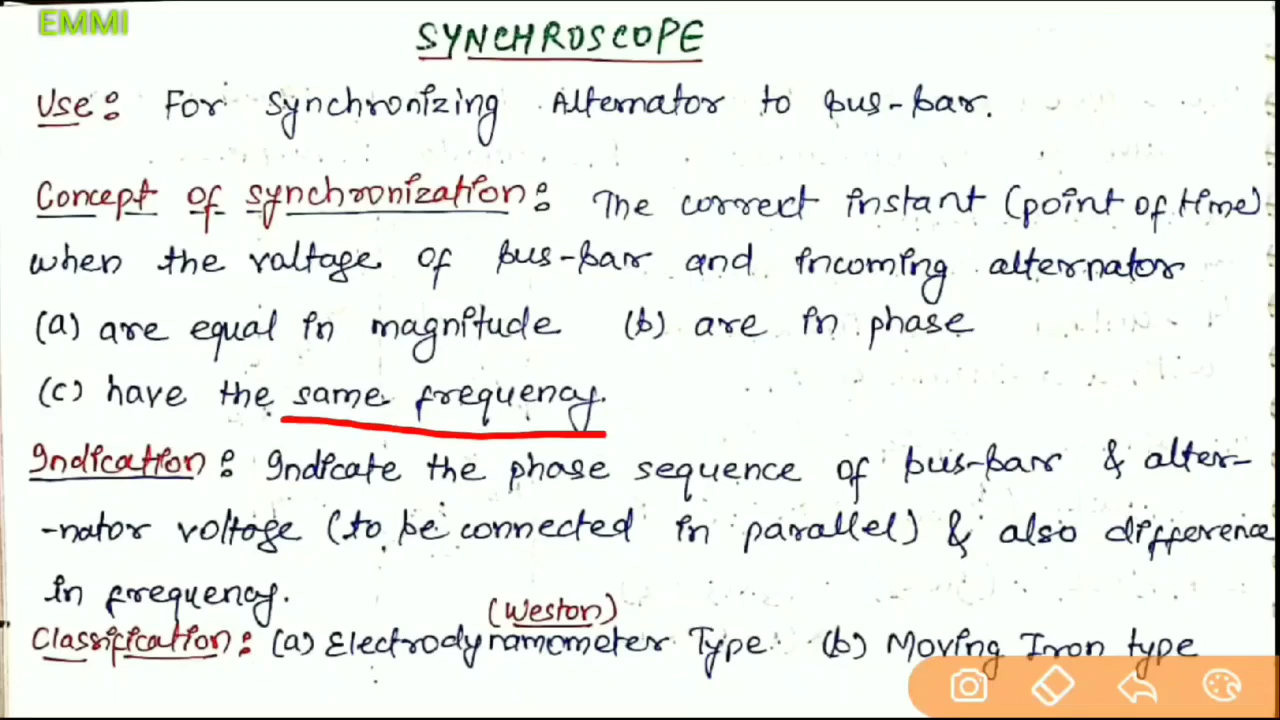 EMMI
SYNCHROSCOPE
Use: For synchronizing Alternator to bus-bar.
Concept of synchronization: The correct instant (point of time)
when the valtage of bus-bar and incoming alternator
(a) are equal in magnitude (b) are in phase
(c) have the same frequency.
Indication: Indicate the phase sequence of bus-bar & alter-
-nator voltage (to be connected in parallel) & also difference
in frequency.
(Weston)
Classification: (a) Electrodynamometer Type (b) Moving Iron type